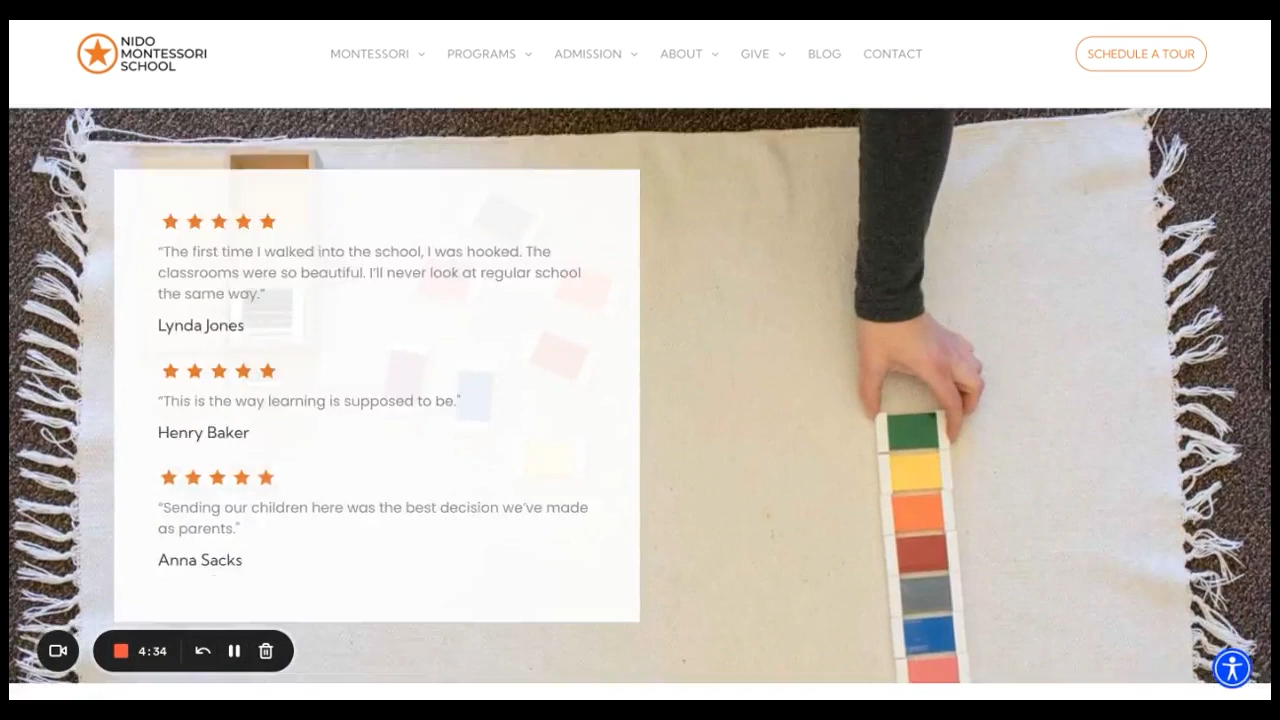 NIDO
MONTESSORI
SCHOOL
MONTESSORI
PROGRAMS
ADMISSION
ABOUT
GIVE
BLOG
CONTACT
SCHEDULE A TOUR
“The first time I walked into the school, I was hooked. The
classrooms were so beautiful. I’ll never look at regular school
the same way.”
Lynda Jones
“This is the way learning is supposed to be."
Henry Baker
“Sending our children here was the best decision we’ve made
as parents."
Anna Sacks
4:34